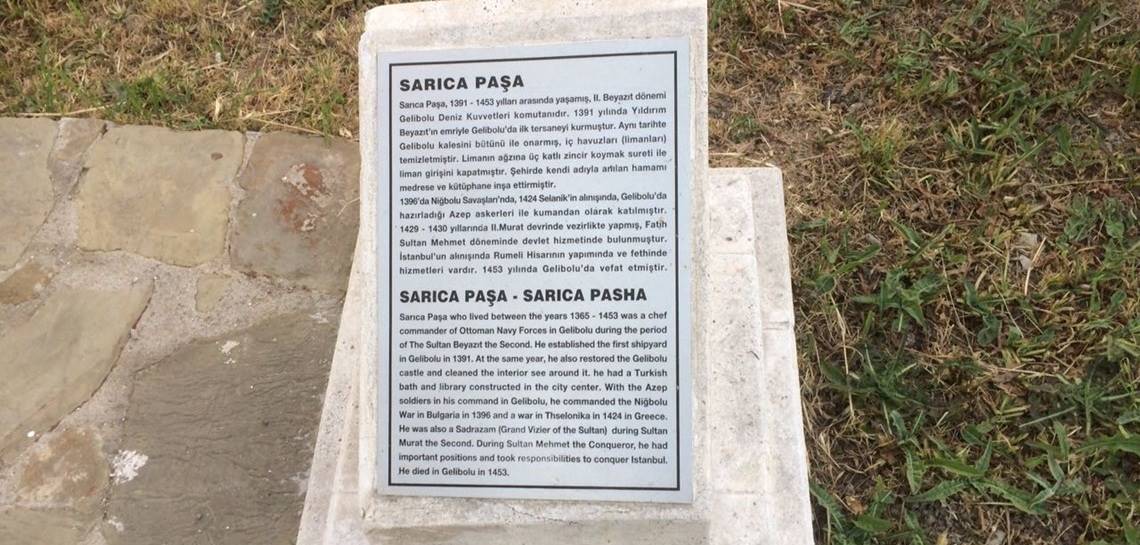 SARICA PAŞA
Sarıca Paşa, 1391 - 1453 yılları arasında yaşamış, II. Beyazıt dönemi
Gelibolu Deniz Kuvvetleri komutanıdır. 1391 yılında Yıldırım
Beyazıt'ın emriyle Gelibolu'da ilk tersaneyi kurmuştur. Aynı tarihte
Gelibolu kalesini bütünü ile onarmış, iç havuzları (limanları)
temizletmiştir. Limanın ağzına üç katlı zincir koymak sureti ile
liman girişini kapatmıştır. Şehirde kendi adıyla anılan hamamı
medrese ve kütüphane inşa ettirmiştir.
1396'da Niğbolu Savaşları'nda, 1424 Selanik'in alınışında, Gelibolu'da
hazırladığı Azep askerleri ile kumandan olarak katılmıştır.
1429 - 1430 yıllarında II.Murat devrinde vezirlikte yapmış, Fatih
Sultan Mehmet döneminde devlet hizmetinde bulunmuştur.
İstanbul'un alınışında Rumeli Hisarının yapımında ve fethinde
hizmetleri vardır. 1453 yılında Gelibolu'da vefat etmiştir.
SARICA PAŞA - SARICA PASHA
Sarıca Paşa who lived between the years 1365 - 1453 was a chef
commander of Ottoman Navy Forces in Gelibolu during the period
of The Sultan Beyazıt the Second. He established the first shipyard
in Gelibolu in 1391. At the same year, he also restored the Gelibolu
castle and cleaned the interior see around it. he had a Turkish
bath and library constructed in the city center. With the Azep
soldiers in his command in Gelibolu, he commanded the Niğbolu
War in Bulgaria in 1396 and a war in Thselonika in 1424 in Greece.
He was also a Sadrazam (Grand Vizier of the Sultan) during Sultan
Murat the Second. During Sultan Mehmet the Conqueror, he had
important positions and took responsibilities to conquer Istanbul.
He died in Gelibolu in 1453.